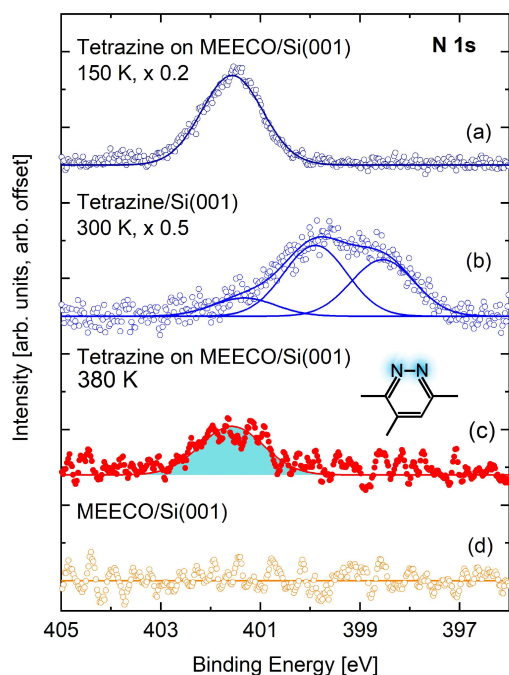 N 1s
Tetrazine on MEECO/Si(001)
150 K, x 0.2
(a)
Tetrazine/Si(001)
300 K, x 0.5
(b)
Tetrazine on MEECO/Si(001)
380 K
N N
(c)
MEECO/Si(001)
(d)
Intensity [arb. units, arb. offset]
405 403 401 399 397
Binding Energy [eV]